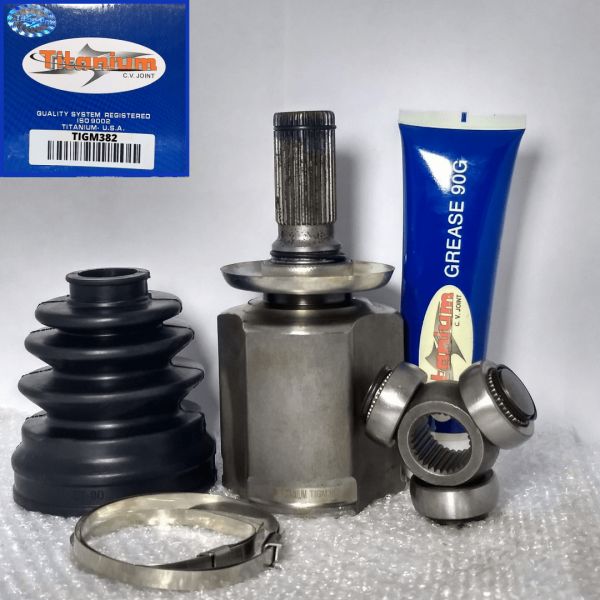 Titanium
C.V. JOINT
QUALITY SYSTEM REGISTERED
ISO 9002
TITANIUM- U.S.A.
TIGM382
GREASE 90G
Titanium
C.V. JOINT